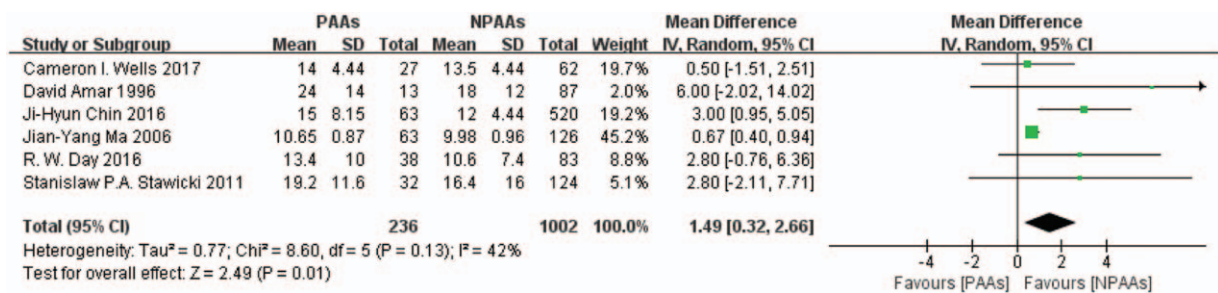 PAAs NPAAs Mean Difference Mean Difference
Study or Subgroup Mean SD Total Mean SD Total Weight IV, Random, 95% CI IV, Random, 95% CI
Cameron I. Wells 2017 14 4.44 27 13.5 4.44 62 19.7% 0.50 [-1.51, 2.51]
David Amar 1996 24 14 13 18 12 87 2.0% 6.00 [-2.02, 14.02]
Ji-Hyun Chin 2016 15 8.15 63 12 4.44 520 19.2% 3.00 [0.95, 5.05]
Jian-Yang Ma 2006 10.65 0.87 63 9.98 0.96 126 45.2% 0.67 [0.40, 0.94]
R. W. Day 2016 13.4 10 38 10.6 7.4 83 8.8% 2.80 [-0.76, 6.36]
Stanislaw P.A. Stawicki 2011 19.2 11.6 32 16.4 16 124 5.1% 2.80 [-2.11, 7.71]
Total (95% CI) 236 1002 100.0% 1.49 [0.32, 2.66]
Heterogeneity: Tau² = 0.77; Chi² = 8.60, df = 5 (P = 0.13); I² = 42%
Test for overall effect: Z = 2.49 (P = 0.01)
-4 -2 0 2 4
Favours [PAAs] Favours [NPAAs]